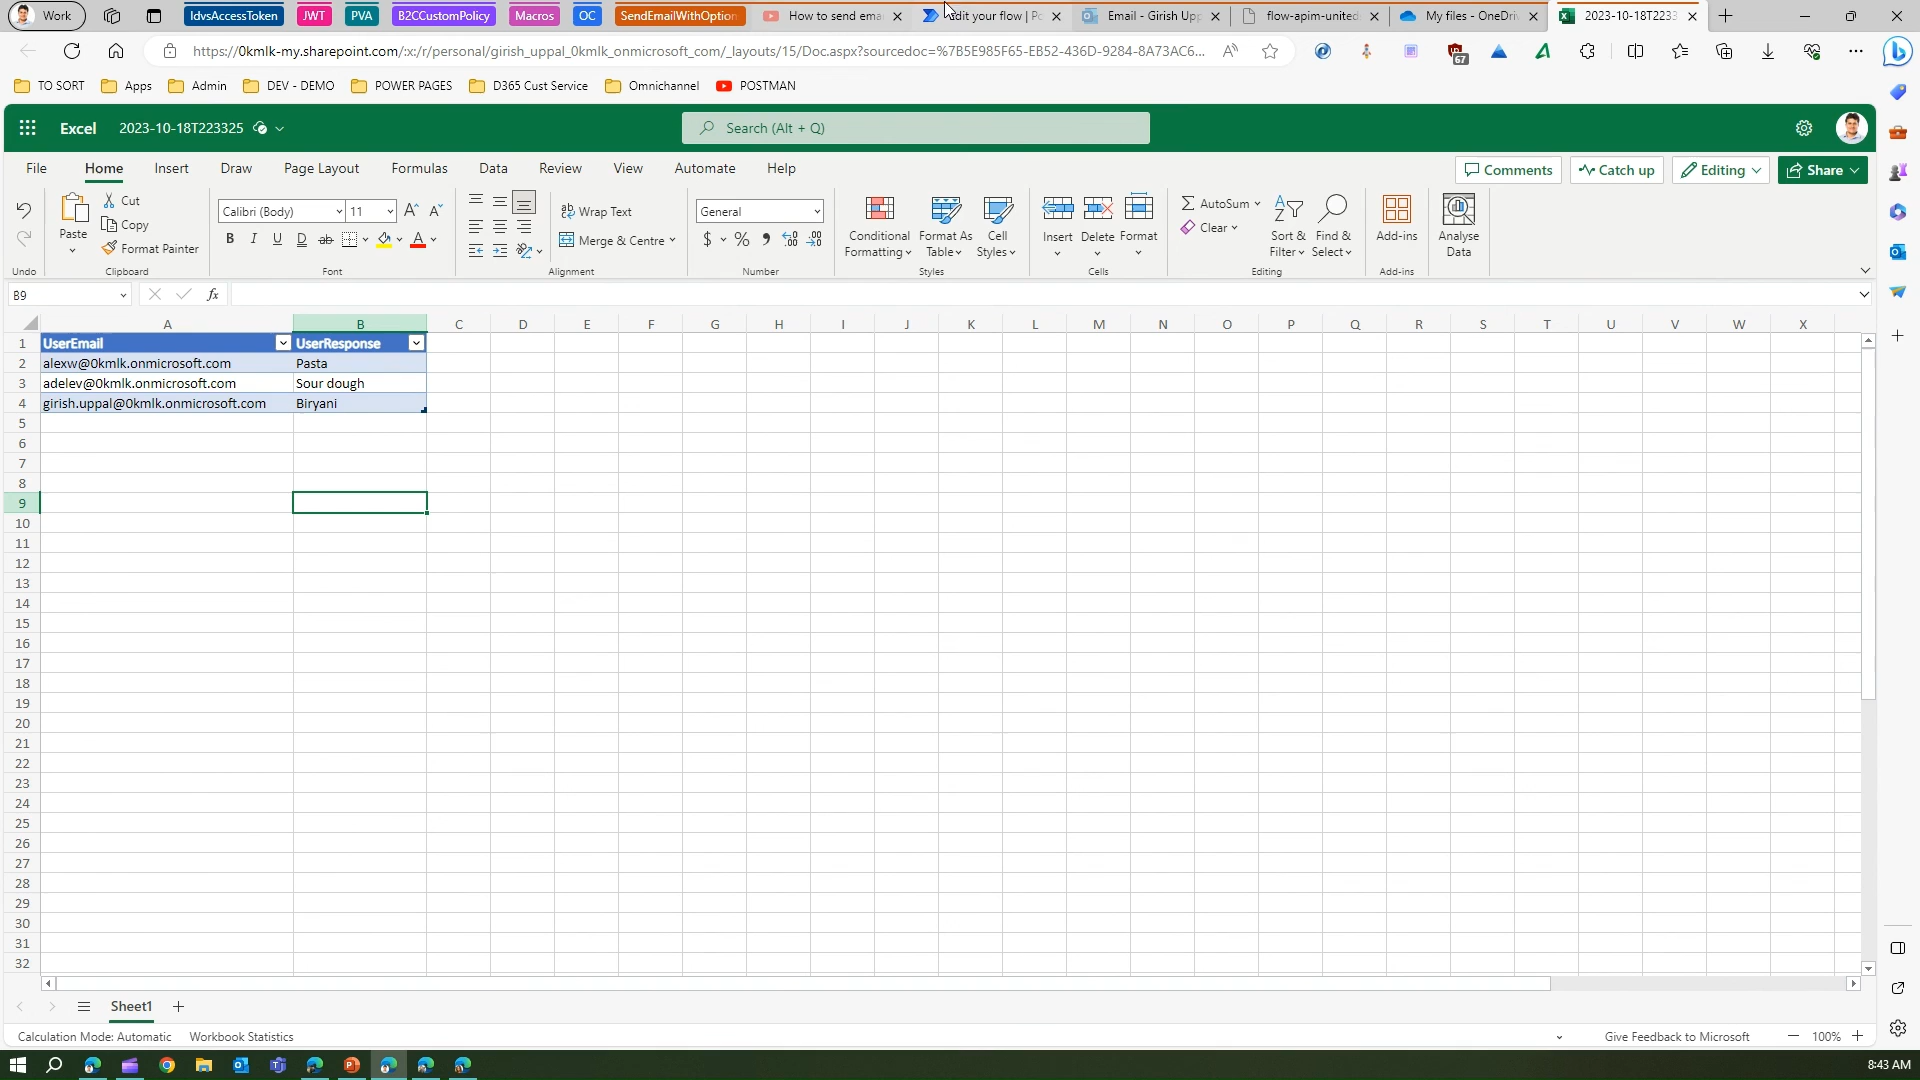 Work
IdvsAccessToken
JWT
PVA
B2CCustomPolicy
Macros
OC
SendEmailWithOption
How to send ema
dit your flow | Po
Email - Girish Upp
flow-apim-united
My files - OneDri
2023-10-18T2233
https://0kmlk-my.sharepoint.com/:x:/r/personal/girish_uppal_0kmlk_onmicrosoft_com/_layouts/15/Doc.aspx?sourcedoc=%7B5E985F65-EB52-436D-9284-8A73AC6...
67
TO SORT
Apps
Admin
DEV - DEMO
POWER PAGES
D365 Cust Service
Omnichannel
POSTMAN
Excel
2023-10-18T223325
Search (Alt + Q)
File Home Insert Draw Page Layout Formulas Data Review View Automate Help
Comments
Catch up
Editing
Share
Paste
Cut
Copy
Format Painter
Calibri (Body)
11
B I U D ab A
Wrap Text
Merge & Centre
General
$ % 9
Conditional Formatting
Format As Table
Cell Styles
Insert
Delete
Format
AutoSum
Clear
Sort & Filter
Find & Select
Add-ins
Analyse Data
Undo
Clipboard
Font
Alignment
Number
Styles
Cells
Editing
Add-ins
B9
fx
A B C D E F G H I J K L M N O P Q R S T U V W X
1 UserEmail UserResponse
2 alexw@0kmlk.onmicrosoft.com Pasta
3 adelev@0kmlk.onmicrosoft.com Sour dough
4 girish.uppal@0kmlk.onmicrosoft.com Biryani
5
6
7
8
9
10
11
12
13
14
15
16
17
18
19
20
21
22
23
24
25
26
27
28
29
30
31
32
Sheet1
Calculation Mode: Automatic
Workbook Statistics
Give Feedback to Microsoft
100%
8:43 AM